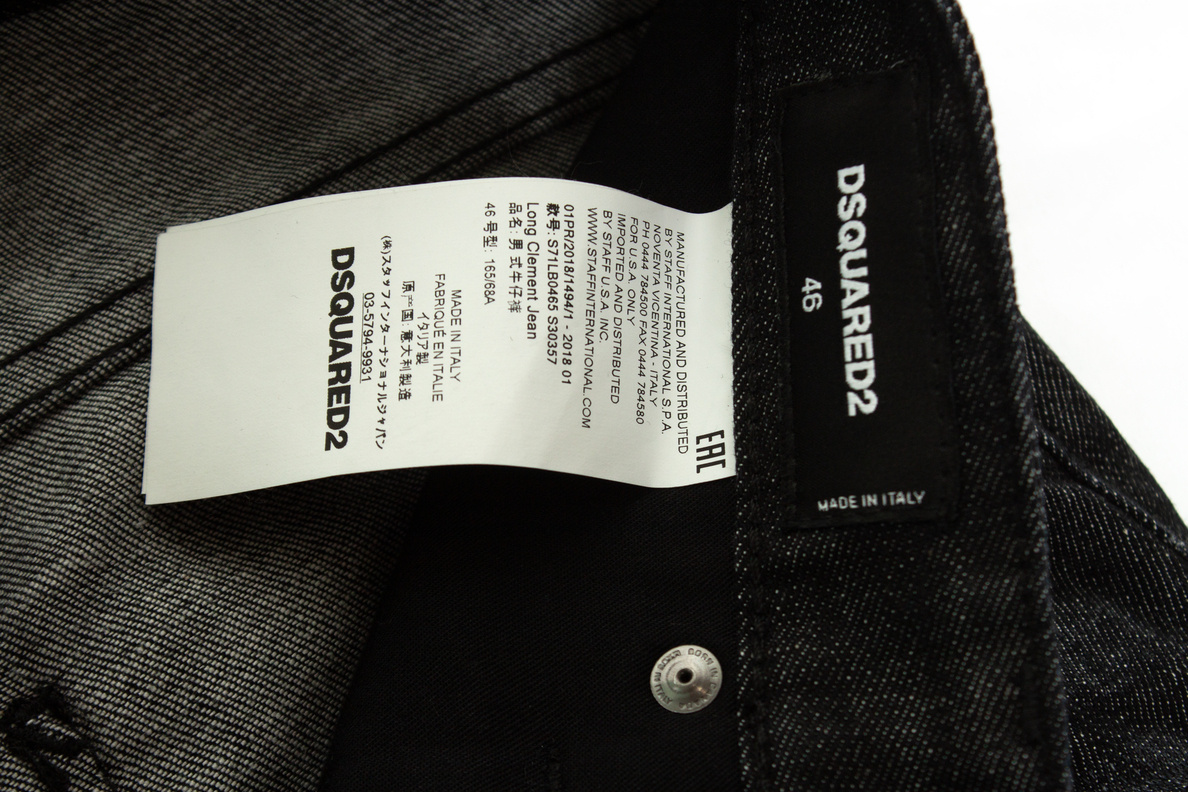 DSQUARED2
46
MADE IN ITALY
EAC
MANUFACTURED AND DISTRIBUTED
BY STAFF INTERNATIONAL S.P.A.
NOVENTA VICENTINA - ITALY
PH 0444 784500 FAX 0444 784580
FOR U.S.A. ONLY
IMPORTED AND DISTRIBUTED
BY STAFF U.S.A. INC.
WWW.STAFFINTERNATIONAL.COM
01PR/2018/1494/1 - 2018 01
款号: S71LB0465 S30357
Long Clement Jean
品名: 男 式牛仔裤
46 号型: 165/68A
MADE IN ITALY
FABRIQUÉ EN ITALIE
イタリア製
原产国: 意大利製造
(株)スタッフインターナショナルジャパン
03-5794-9931
DSQUARED2
BORN IN